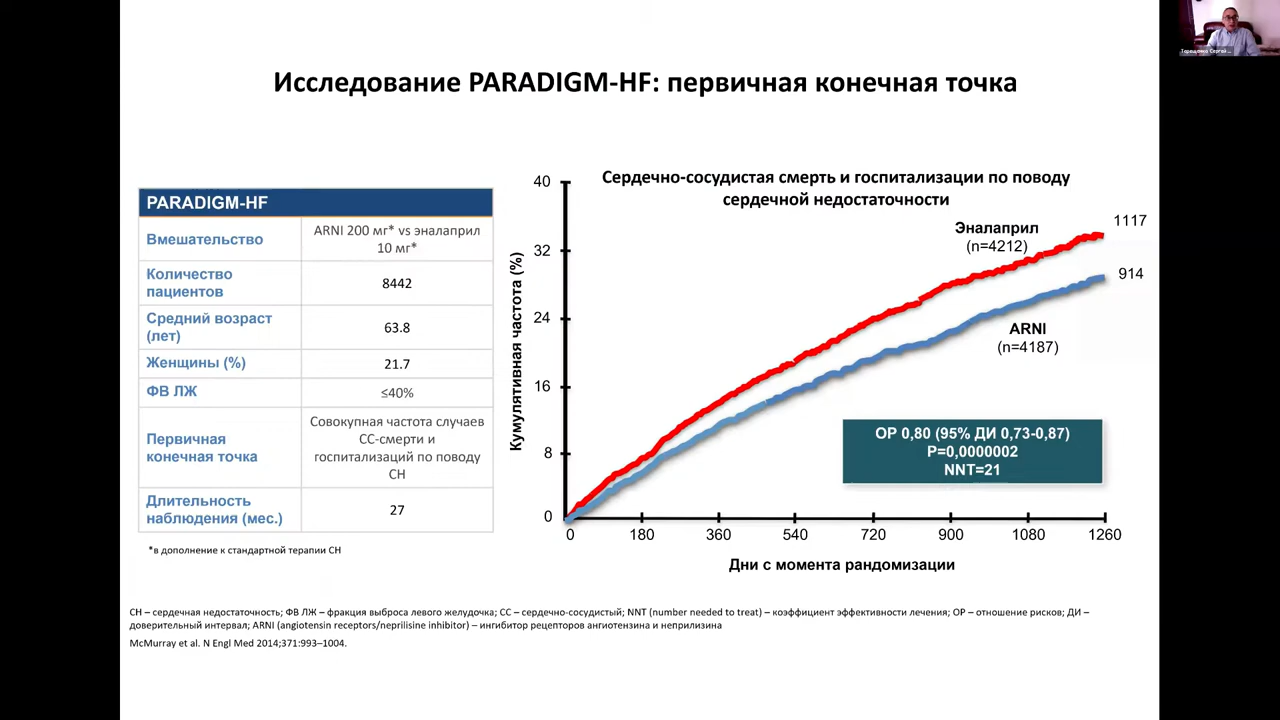 Терещенко Сергей ...
Исследование PARADIGM-HF: первичная конечная точка
PARADIGM-HF
Вмешательство
ARNI 200 мг* vs эналаприл
10 мг*
Количество
пациентов
8442
Средний возраст
(лет)
63.8
Женщины (%)
21.7
ФВ ЛЖ
≤40%
Первичная
конечная точка
Совокупная частота случаев
СС-смерти и
госпитализаций по поводу
СН
Длительность
наблюдения (мес.)
27
*в дополнение к стандартной терапии СН
Сердечно-сосудистая смерть и госпитализации по поводу
сердечной недостаточности
Кумулятивная частота (%)
40
32
24
16
8
0
Эналаприл
(n=4212)
1117
914
ARNI
(n=4187)
ОР 0,80 (95% ДИ 0,73-0,87)
P=0,0000002
NNT=21
0 180 360 540 720 900 1080 1260
Дни с момента рандомизации
СН – сердечная недостаточность; ФВ ЛЖ – фракция выброса левого желудочка; СС – сердечно-сосудистый; NNT (number needed to treat) – коэффициент эффективности лечения; ОР – отношение рисков; ДИ –
доверительный интервал; ARNI (angiotensin receptors/neprilisine inhibitor) – ингибитор рецепторов ангиотензина и неприлизина
McMurray et al. N Engl Med 2014;371:993–1004.